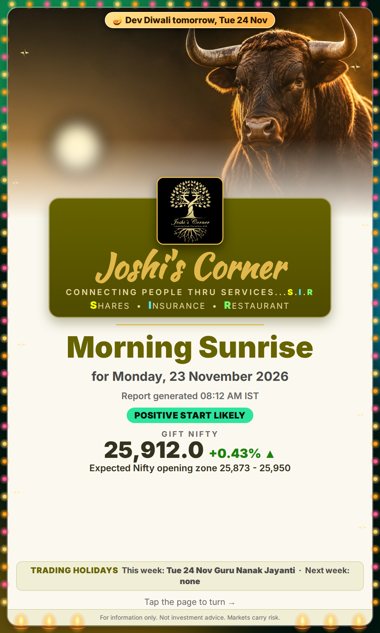 🪔 Dev Diwali tomorrow, Tue 24 Nov
Joshi's Corner
Joshi's Corner
CONNECTING PEOPLE THRU SERVICES...S.I.R
SHARES • INSURANCE • RESTAURANT
Morning Sunrise
for Monday, 23 November 2026
Report generated 08:12 AM IST
POSITIVE START LIKELY
GIFT NIFTY
25,912.0 +0.43% ▲
Expected Nifty opening zone 25,873 - 25,950
TRADING HOLIDAYS This week: Tue 24 Nov Guru Nanak Jayanti · Next week:
none
Tap the page to turn →
For information only. Not investment advice. Markets carry risk.